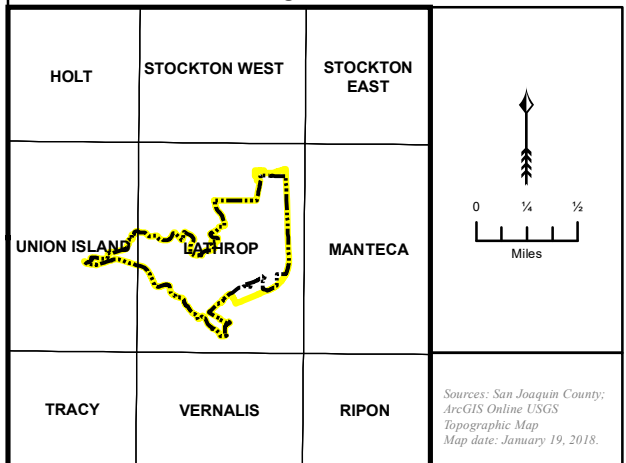 HOLT
STOCKTON WEST
STOCKTON
EAST
UNION ISLAND
LATHROP
MANTECA
TRACY
VERNALIS
RIPON
0 ¼ ½
Miles
Sources: San Joaquin County;
ArcGIS Online USGS
Topographic Map
Map date: January 19, 2018.